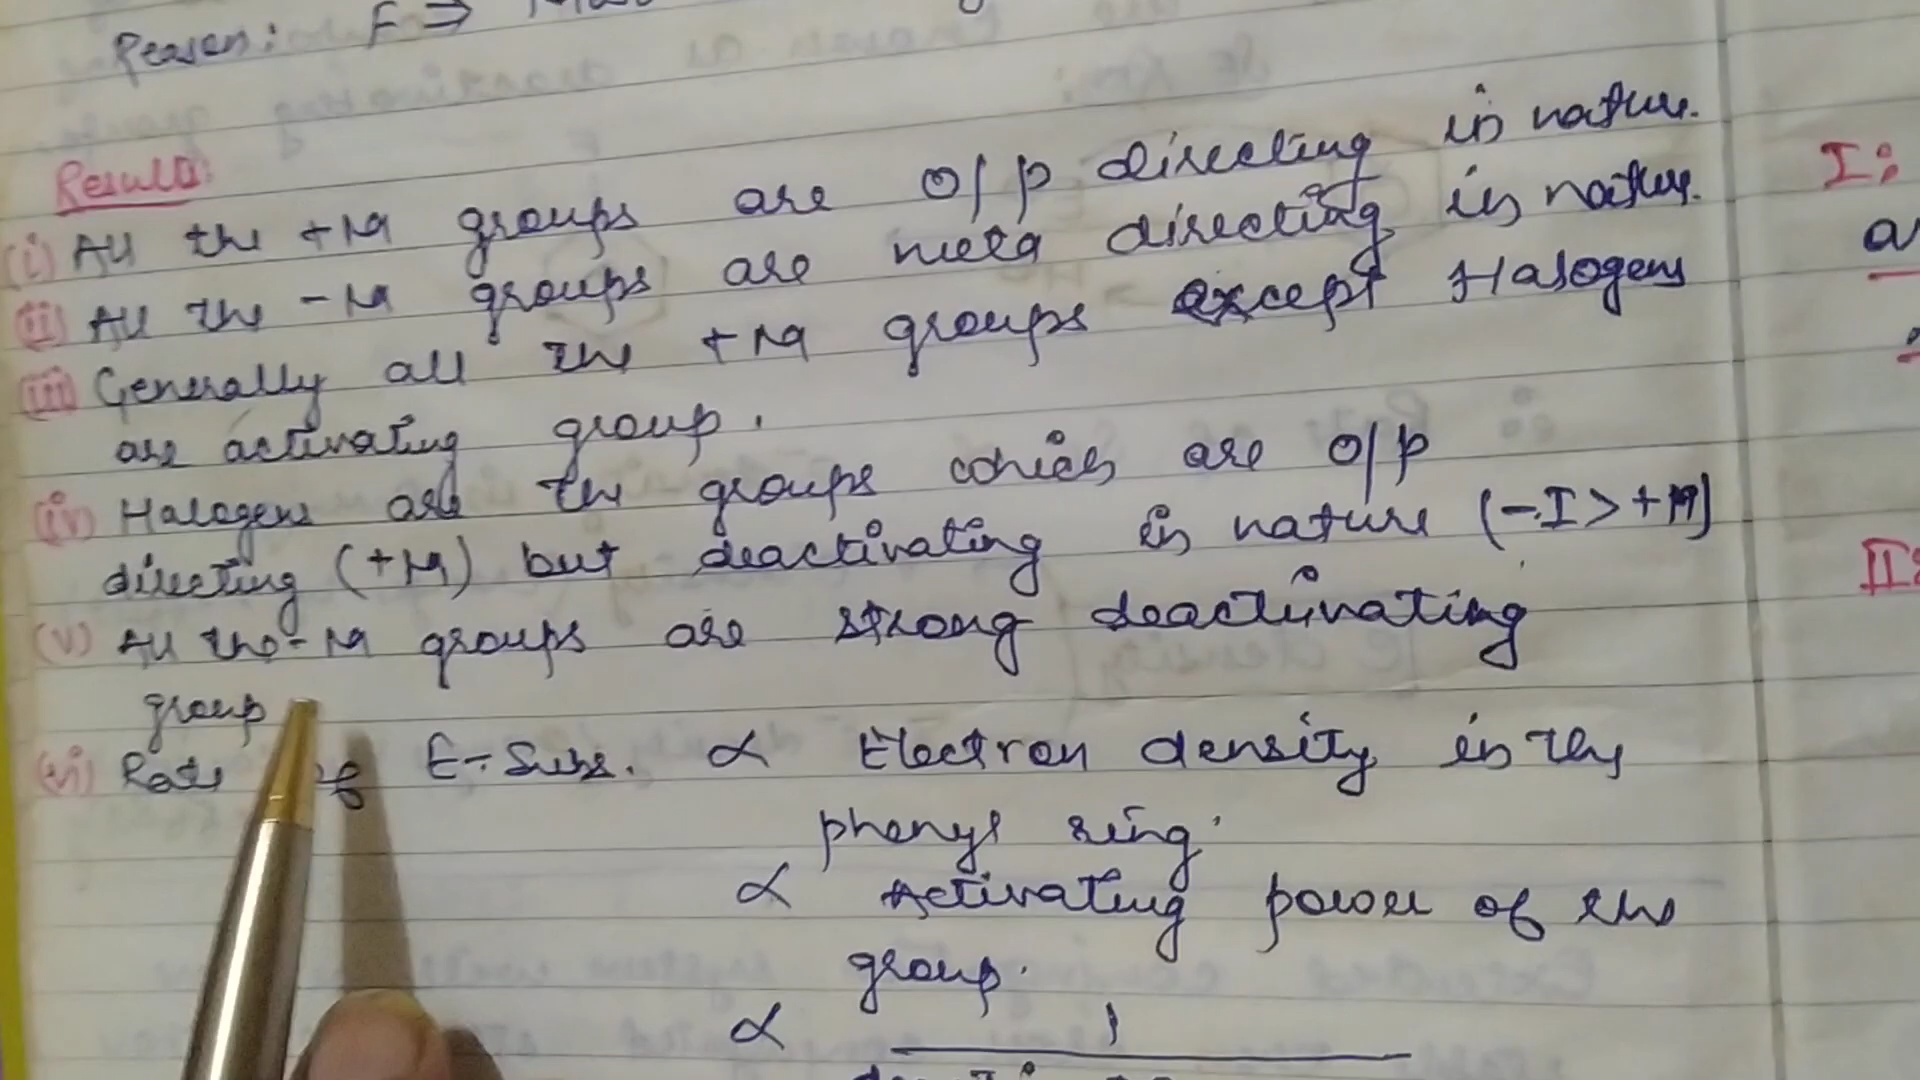 Reason: F ⇒
Result:
(i) All the +M groups are o/p directing in nature.
(ii) All the -M groups are meta directing in nature.
(iii) Generally all the +M groups except Halogens
are activating group.
(iv) Halogens are the groups which are o/p
directing (+M) but deactivating in nature (-I > +M)
(v) All the -M groups are strong deactivating
group
(vi) Rate of E- Subs. ∝ Electron density in the
phenyl ring.
∝ Activating power of the
group.
∝ 1
I:
II: